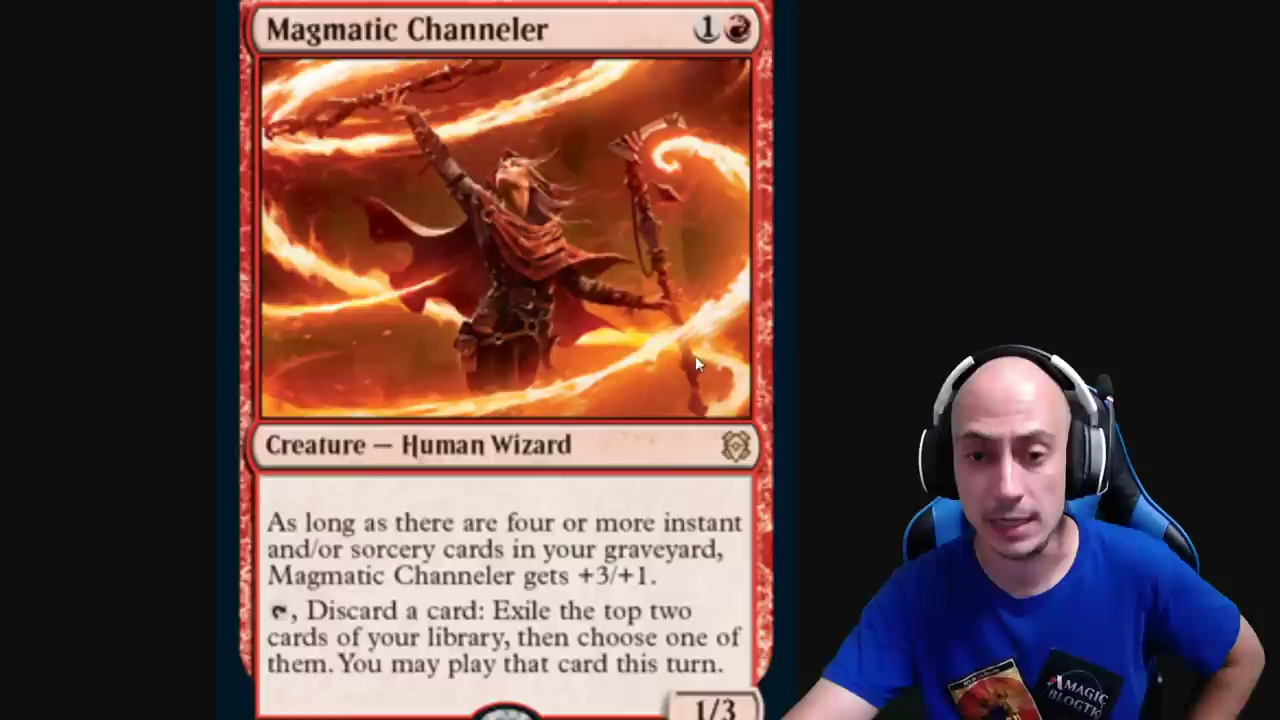 Magmatic Channeler 1
Creature — Human Wizard
As long as there are four or more instant
and/or sorcery cards in your graveyard,
Magmatic Channeler gets +3/+1.
, Discard a card: Exile the top two
cards of your library, then choose one of
them. You may play that card this turn.
1/3
MAGIC